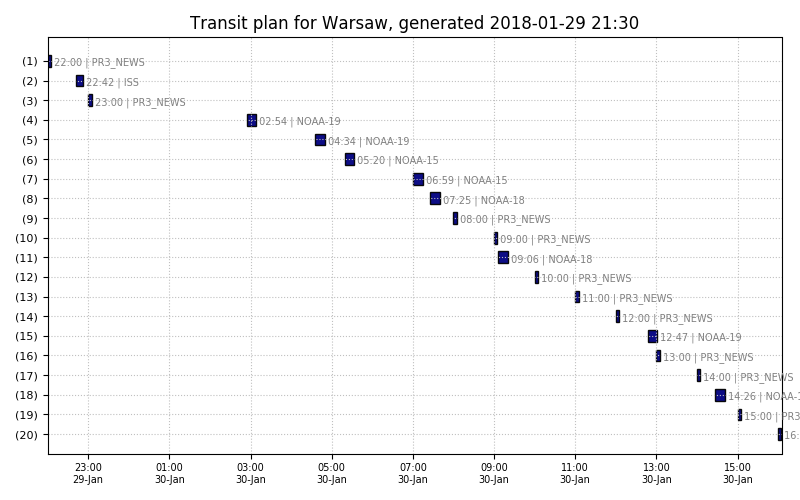 Transit plan for Warsaw, generated 2018-01-29 21:30
(1) 22:00 | PR3_NEWS
(2) 22:42 | ISS
(3) 23:00 | PR3_NEWS
(4) 02:54 | NOAA-19
(5) 04:34 | NOAA-19
(6) 05:20 | NOAA-15
(7) 06:59 | NOAA-15
(8) 07:25 | NOAA-18
(9) 08:00 | PR3_NEWS
(10) 09:00 | PR3_NEWS
(11) 09:06 | NOAA-18
(12) 10:00 | PR3_NEWS
(13) 11:00 | PR3_NEWS
(14) 12:00 | PR3_NEWS
(15) 12:47 | NOAA-19
(16) 13:00 | PR3_NEWS
(17) 14:00 | PR3_NEWS
(18) 14:26 | NOAA-1
(19) 15:00 | PR3
(20) 16:
23:00 01:00 03:00 05:00 07:00 09:00 11:00 13:00 15:00
29-Jan 30-Jan 30-Jan 30-Jan 30-Jan 30-Jan 30-Jan 30-Jan 30-Jan